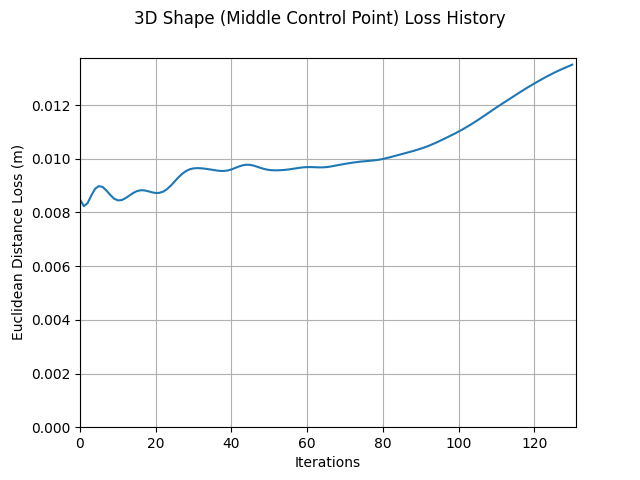 3D Shape (Middle Control Point) Loss History
0.012
0.010
0.008
0.006
0.004
0.002
0.000
Euclidean Distance Loss (m)
0 20 40 60 80 100 120
Iterations